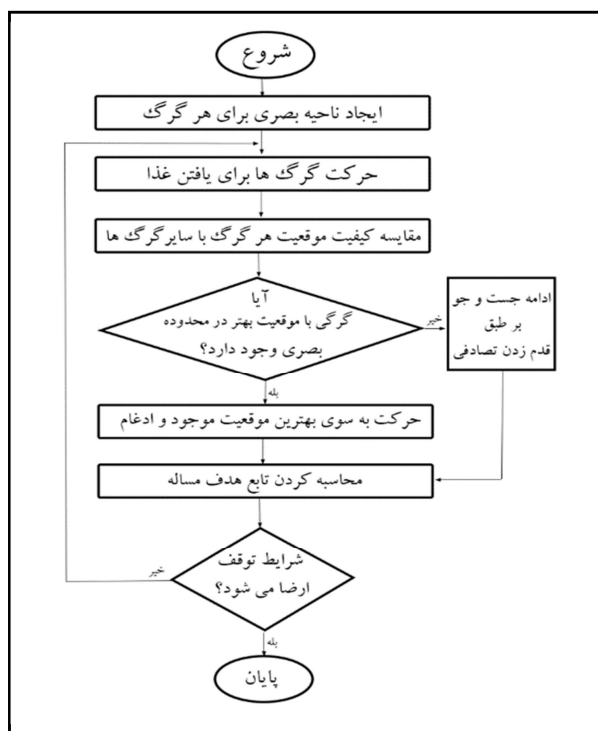 شروع
ایجاد ناحیه بصری برای هر گرگ
حرکت گرگ ها برای یافتن غذا
مقایسه کیفیت موقعیت هر گرگ با سایرگرگ ها
آیا
گرگی با موقعیت بهتر در محدوده
بصری وجود دارد؟
خیر
ادامه جست و جو
بر طبق
قدم زدن تصادفی
بله
حرکت به سوی بهترین موقعیت موجود و ادغام
محاسبه کردن تابع هدف مساله
شرایط توقف
ارضا می شود؟
خیر
بله
پایان